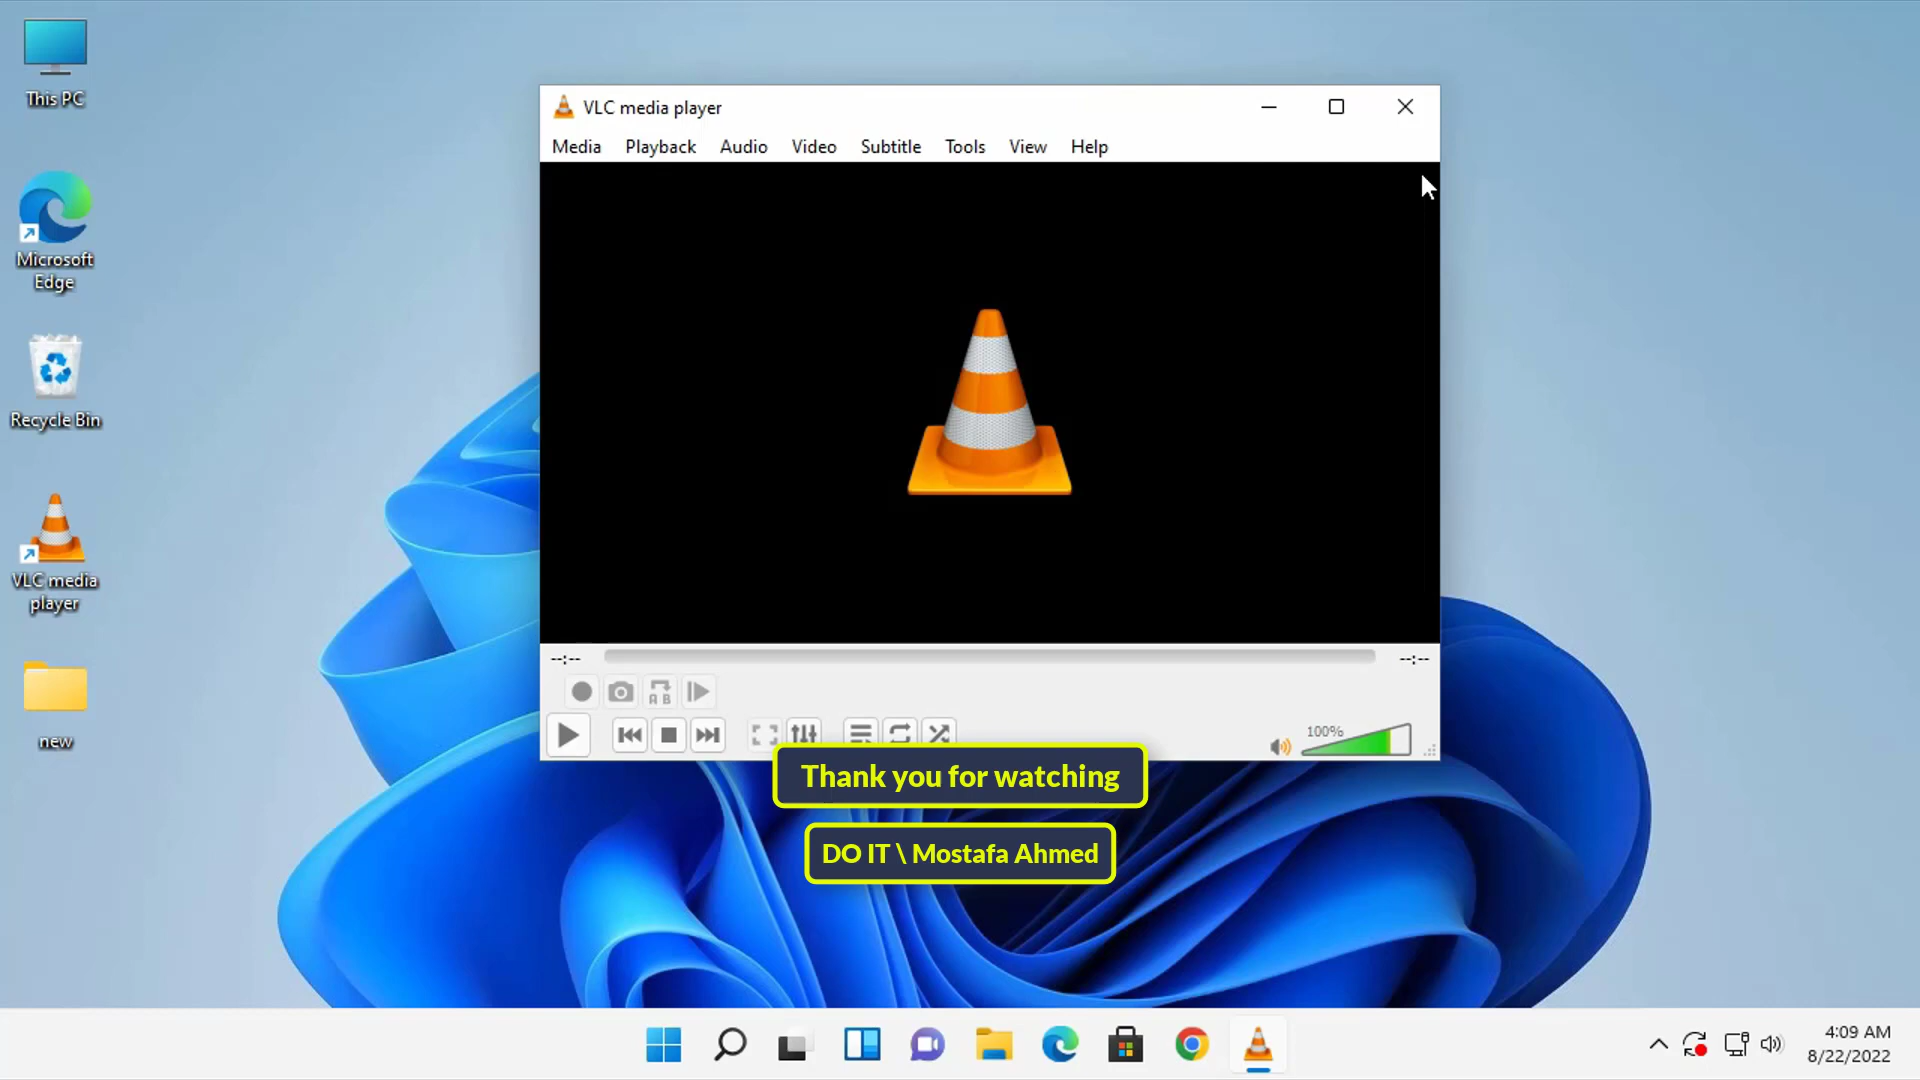 This PC
Microsoft
Edge
Recycle Bin
VLC media
player
new
VLC media player
Media Playback Audio Video Subtitle Tools View Help
--:-- --:--
A B
100%
Thank you for watching
DO IT \ Mostafa Ahmed
4:09 AM
8/22/2022